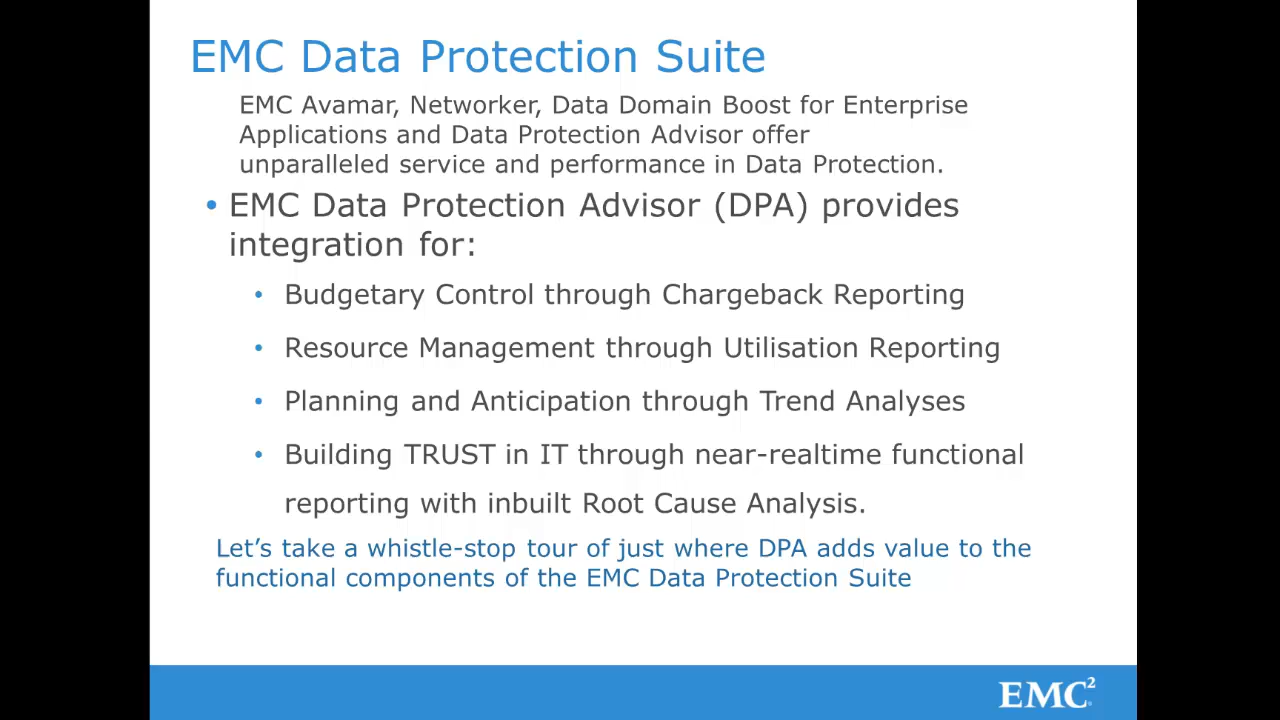 EMC Data Protection Suite
EMC Avamar, Networker, Data Domain Boost for Enterprise
Applications and Data Protection Advisor offer
unparalleled service and performance in Data Protection.
• EMC Data Protection Advisor (DPA) provides
integration for:
• Budgetary Control through Chargeback Reporting
• Resource Management through Utilisation Reporting
• Planning and Anticipation through Trend Analyses
• Building TRUST in IT through near-realtime functional
reporting with inbuilt Root Cause Analysis.
Let’s take a whistle-stop tour of just where DPA adds value to the
functional components of the EMC Data Protection Suite
EMC²